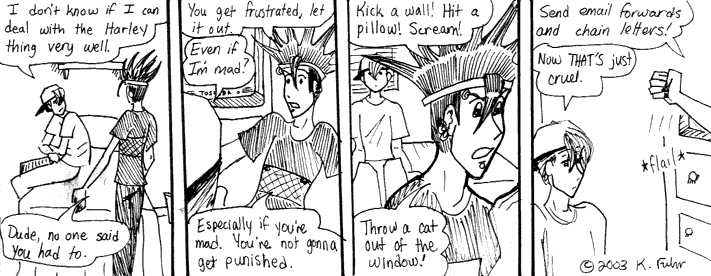 I don't know if I can
deal with the Harley
thing very well.
Dude, no one said
you had to.
You get frustrated, let
it out.
Even if
I'm mad?
TOSHIBA
Especially if you're
mad. You're not gonna
get punished.
Kick a wall! Hit a
pillow! Scream!
Throw a cat
out of the
window!
Send email forwards
and chain letters!
Now THAT'S just
cruel.
*flail*
© 2003 K. Fuhr